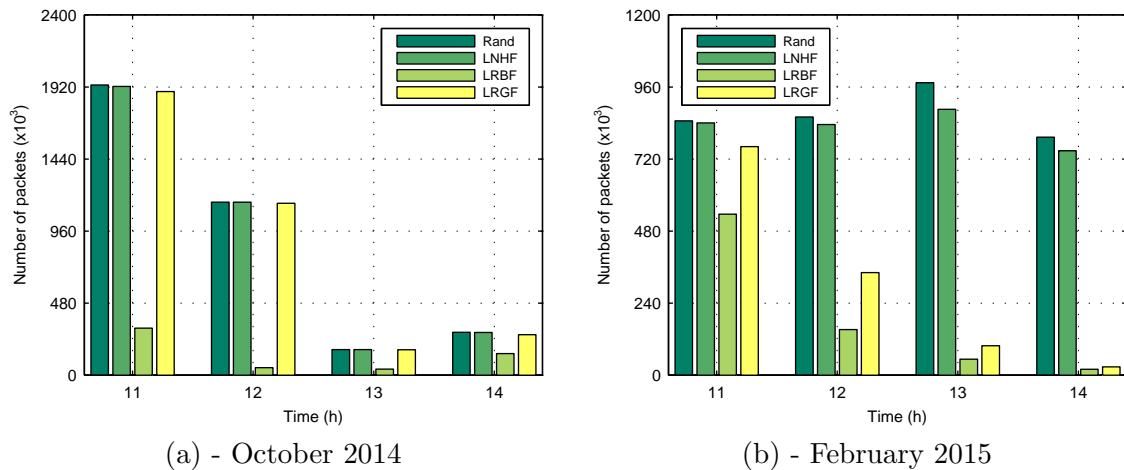 2400
1920
1440
960
480
0
Number of packets (x10³)
Rand
LNHF
LRBF
LRGF
11 12 13 14
Time (h)
(a) - October 2014
1200
960
720
480
240
0
Number of packets (x10³)
Rand
LNHF
LRBF
LRGF
11 12 13 14
Time (h)
(b) - February 2015